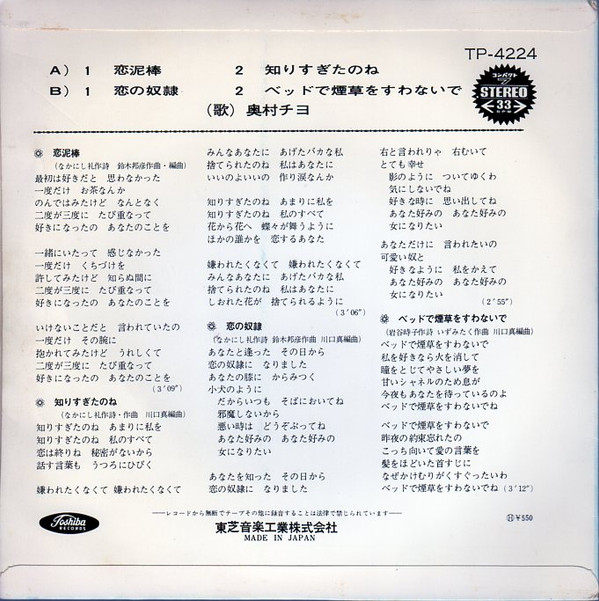 TP-4224
A) 1 恋泥棒 2 知りすぎたのね
B) 1 恋の奴隷 2 ベッドで煙草をすわないで
(歌) 奥村チヨ
コンパクト
STEREO
33
恋泥棒
(なかにし礼作詩 鈴木邦彦作曲・編曲)
最初は好きだと 思わなかった
一度だけ お茶なんか
のんではみたけど なんとなく
二度が三度に たび重なって
好きになったの あなたのことを
一緒にいたって 感じなかった
一度だけ くちづけを
許してみたけど 知らぬ間に
二度が三度に たび重なって
好きになったの あなたのことを
いけないことだと 言われていたの
一度だけ その腕に
抱かれてみたけど うれしくて
二度が三度に たび重なって
好きになったの あなたのことを
(3'09")
知りすぎたのね
(なかにし礼作詩・作曲 川口真編曲)
知りすぎたのね あまりに私を
知りすぎたのね 私のすべて
恋は終りね 秘密がないから
話す言葉も うつろにひびく
嫌われたくなくて 嫌われたくなくて
みんなあなたに あげたバカな私
捨てられたのね 私はあなたに
いいのよいいの 作り涙なんか
知りすぎたのね あまりに私を
知りすぎたのね 私のすべて
花から花へ 蝶々が舞うように
ほかの誰かを 恋するあなた
嫌われたくなくて 嫌われたくなくて
みんなあなたに あげたバカな私
捨てられたのね 私はあなたに
しおれた花が 捨てられるように
(3'06")
恋の奴隷
(なかにし礼作詩 鈴木邦彦作曲 川口真編曲)
あなたと逢った その日から
恋の奴隷に なりました
あなたの膝に からみつく
小犬のように
だからいつも そばにおいてね
邪魔しないから
悪い時は どうぞぶってね
あなた好みの あなた好みの
女になりたい
あなたを知った その日から
恋の奴隷に なりました
右と言われりゃ 右むいて
とても幸せ
影のように ついてゆくわ
気にしないでね
好きな時に 思い出してね
あなた好みの あなた好みの
女になりたい
あなただけに 言われたいの
可愛い奴と
好きなように 私をかえて
あなた好みの あなた好みの
女になりたい
(2'55")
ベッドで煙草をすわないで
(岩谷時子作詩 いずみたく作曲 川口真編曲)
ベッドで煙草をすわないで
私を好きなら火を消して
瞳をとじてやさしい夢を
甘いシャネルのため息が
今夜もあなたを待っているのよ
ベッドで煙草をすわないでね
ベッドで煙草をすわないで
昨夜の約束忘れたの
こっち向いて愛の言葉を
髪をほどいた首すじに
なぜかけむりがくすぐったいわ
ベッドで煙草をすわないでね (3'12")
Toshiba
RECORDS
──レコードから無断でテープその他に録音することは法律で禁じられています──
東芝音楽工業株式会社
MADE IN JAPAN
Ⓗ¥550